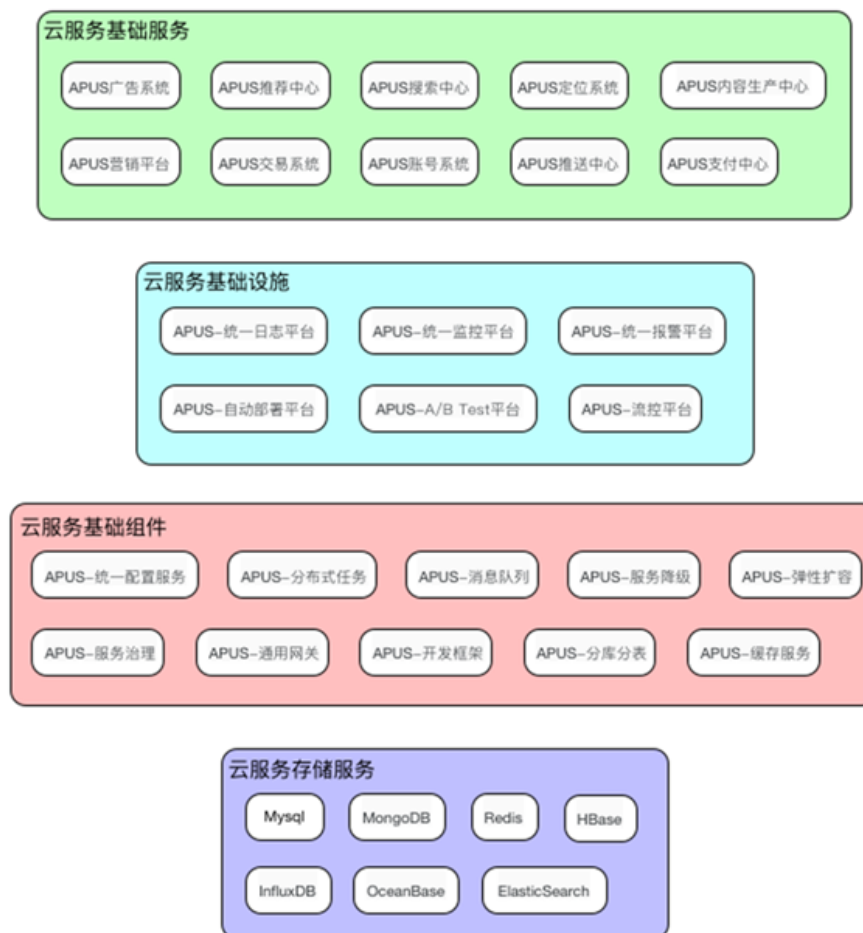 云服务基础服务
APUS广告系统 APUS推荐中心 APUS搜索中心 APUS定位系统 APUS内容生产中心
APUS营销平台 APUS交易系统 APUS账号系统 APUS推送中心 APUS支付中心
云服务基础设施
APUS-统一日志平台 APUS-统一监控平台 APUS-统一报警平台
APUS-自动部署平台 APUS-A/B Test平台 APUS-流控平台
云服务基础组件
APUS-统一配置服务 APUS-分布式任务 APUS-消息队列 APUS-服务降级 APUS-弹性扩容
APUS-服务治理 APUS-通用网关 APUS-开发框架 APUS-分库分表 APUS-缓存服务
云服务存储服务
Mysql MongoDB Redis HBase
InfluxDB OceanBase ElasticSearch